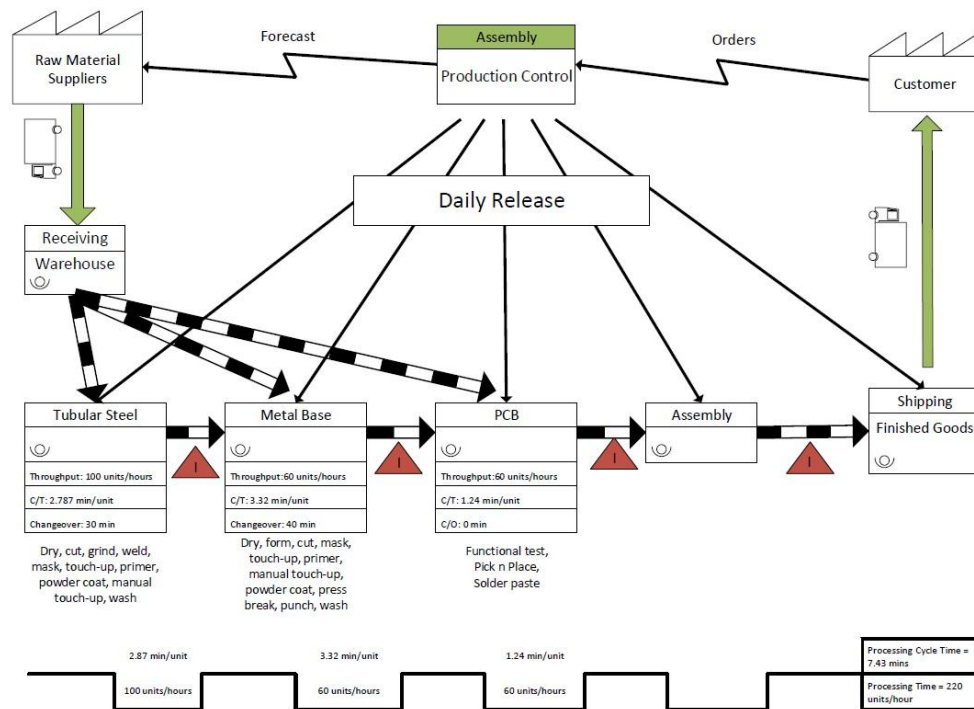 Forecast
Orders
Raw Material
Suppliers
Assembly
Production Control
Customer
Daily Release
Receiving
Warehouse
Tubular Steel
Throughput: 100 units/hours
C/T: 2.787 min/unit
Changeover: 30 min
Dry, cut, grind, weld,
mask, touch-up, primer,
powder coat, manual
touch-up, wash
I
Metal Base
Throughput:60 units/hours
C/T: 3.32 min/unit
Changeover: 40 min
Dry, form, cut, mask,
touch-up, primer,
manual touch-up,
powder coat, press
break, punch, wash
I
PCB
Throughput:60 units/hours
C/T: 1.24 min/unit
C/O: 0 min
Functional test,
Pick n Place,
Solder paste
I
Assembly
I
Shipping
Finished Goods
2.87 min/unit
3.32 min/unit
1.24 min/unit
100 units/hours
60 units/hours
60 units/hours
Processing Cycle Time =
7.43 mins
Processing Time = 220
units/hour